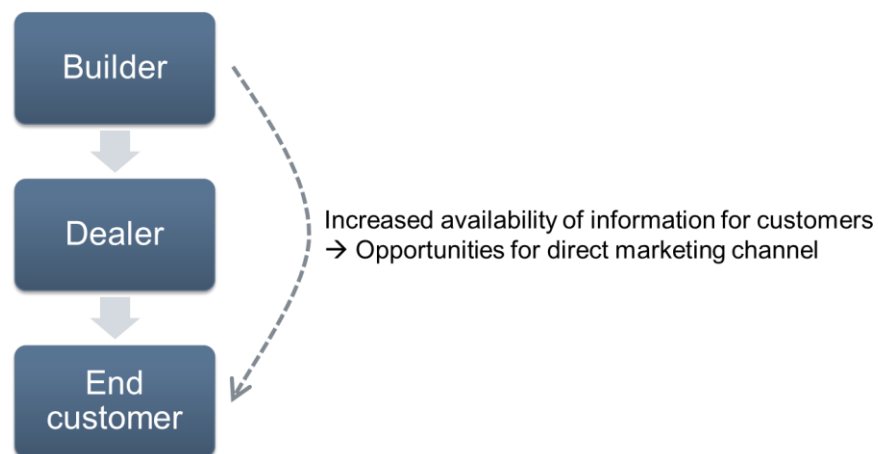 Builder
Dealer
Increased availability of information for customers
→ Opportunities for direct marketing channel
End
customer